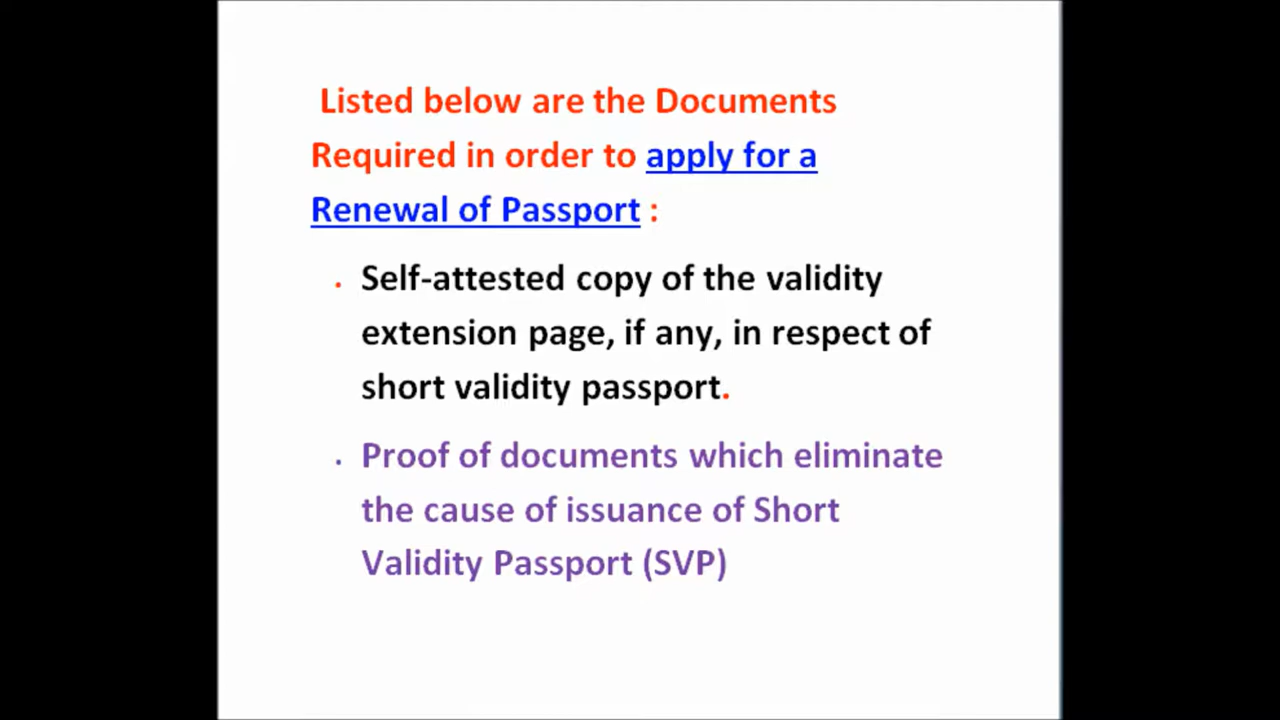 Listed below are the Documents
Required in order to apply for a
Renewal of Passport :
• Self-attested copy of the validity
extension page, if any, in respect of
short validity passport.
• Proof of documents which eliminate
the cause of issuance of Short
Validity Passport (SVP)